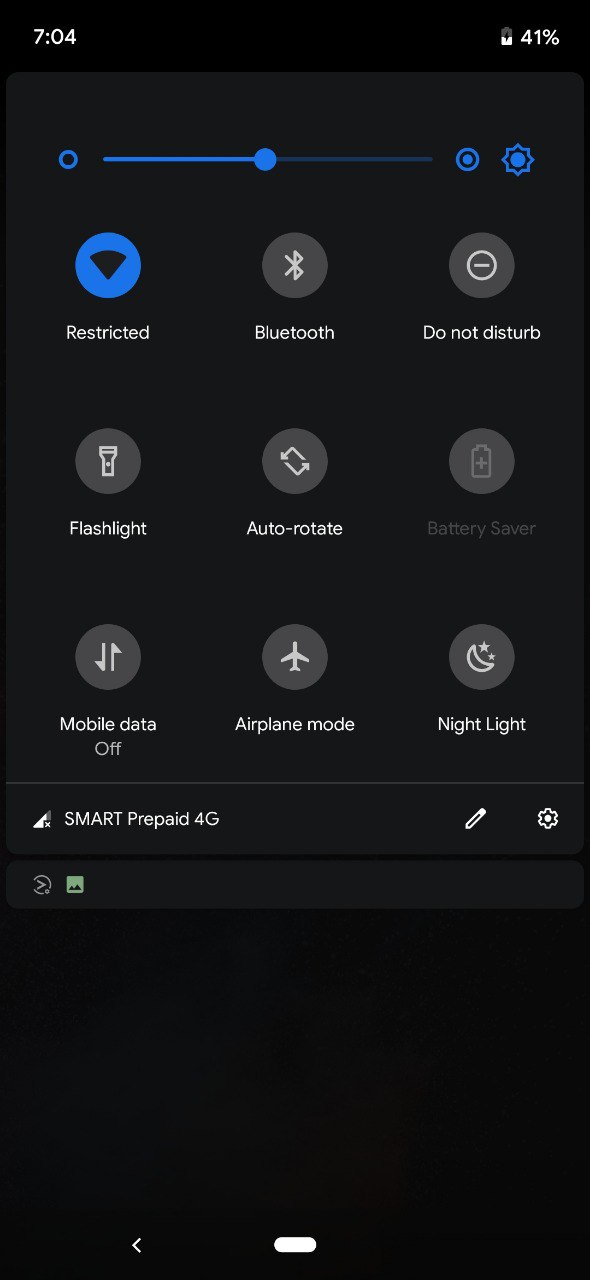 7:04
41%
Restricted
Bluetooth
Do not disturb
Flashlight
Auto-rotate
Battery Saver
Mobile data
Off
Airplane mode
Night Light
SMART Prepaid 4G